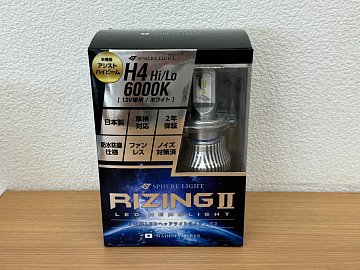 新機能
アシスト
ハイビーム
SPHERE LIGHT
H4 Hi/Lo
6000K
[ 12V車用 / ホワイト ]
日本製
車検対応
2年保証
防水防塵仕様
ファンレス
ノイズ対策済
SPHERE LIGHT
RIZING II
LED HEADLIGHT
MADE IN JAPAN